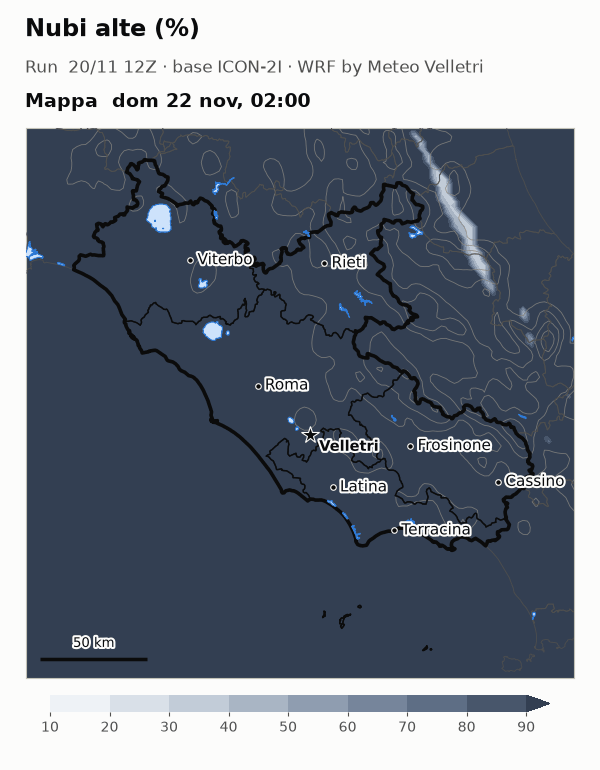 Nubi alte (%)
Run  20/11 12Z · base ICON-2I · WRF by Meteo Velletri
Mappa  dom 22 nov, 02:00
Viterbo
Rieti
Roma
Velletri
Frosinone
Latina
Cassino
Terracina
50 km
10 20 30 40 50 60 70 80 90